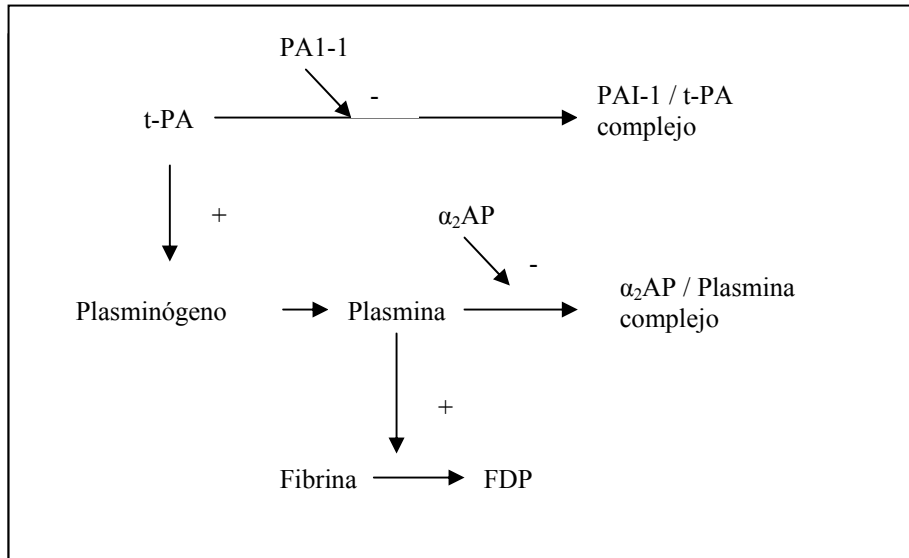 PA1-1
-
t-PA
PAI-1 / t-PA
complejo
+
α₂AP
-
Plasminógeno
Plasmina
α₂AP / Plasmina
complejo
+
Fibrina
FDP